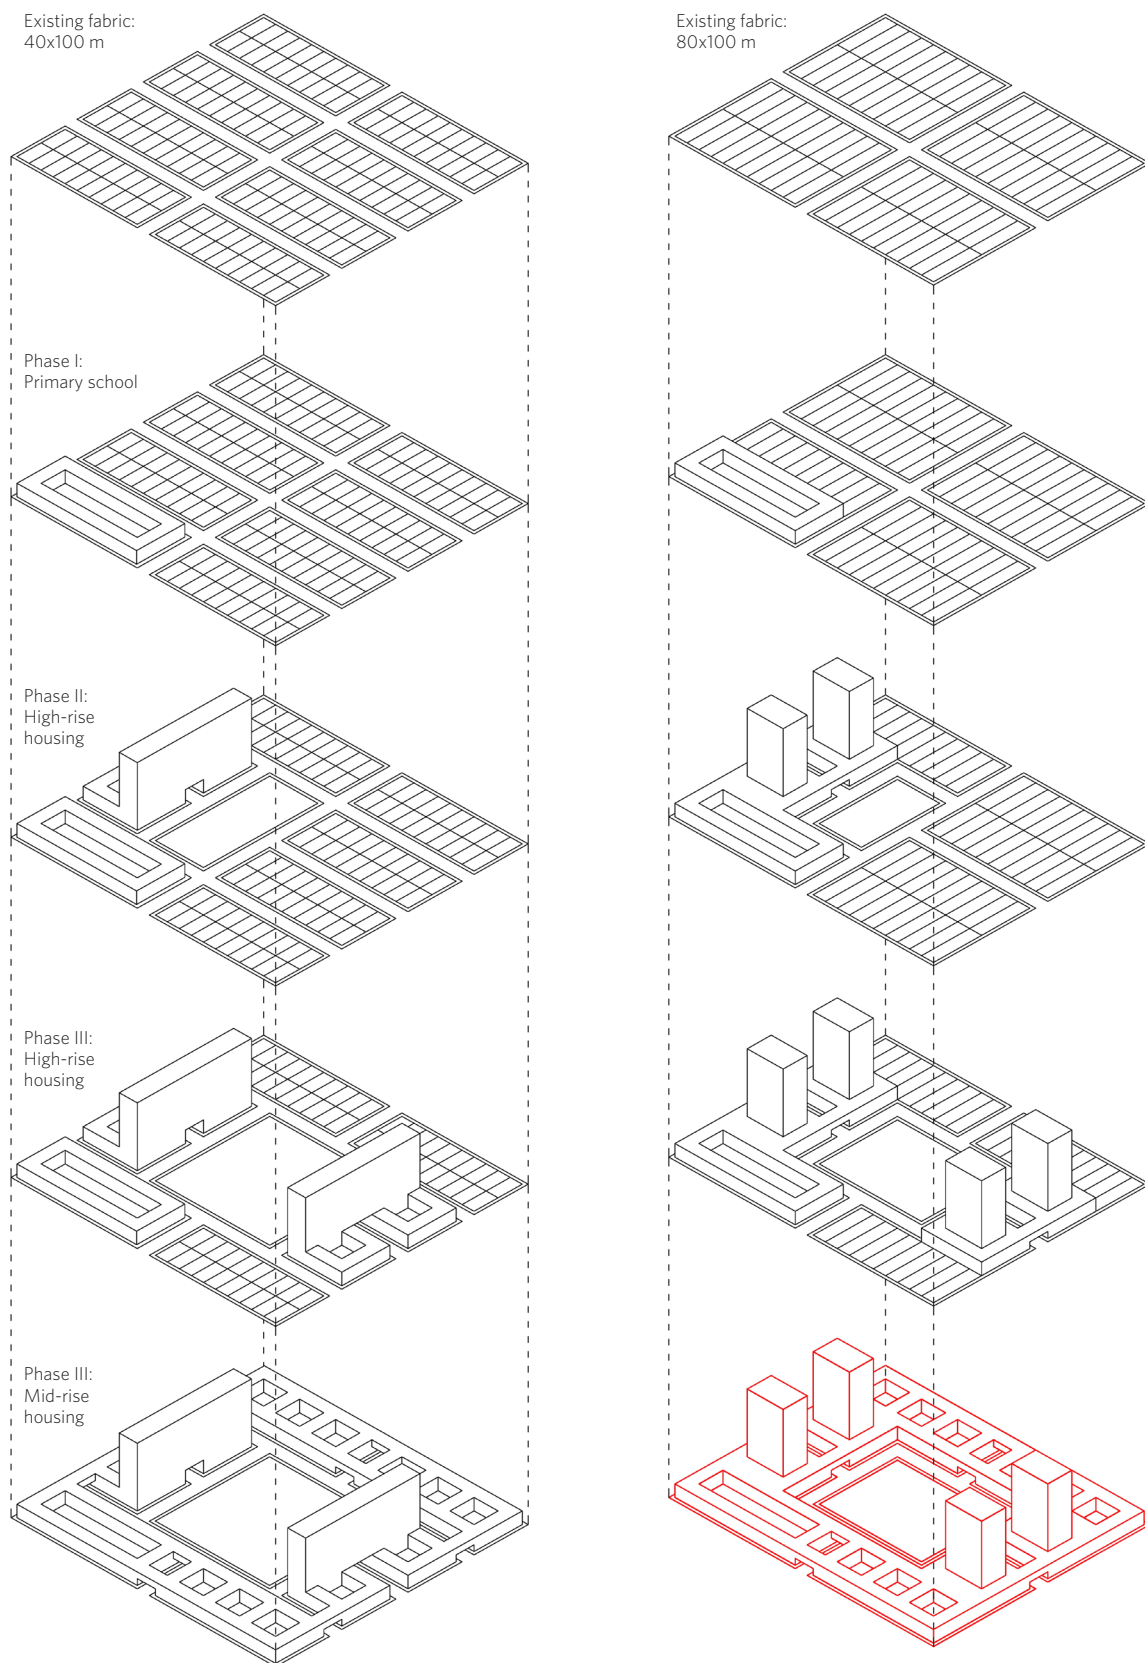 Existing fabric:
40x100 m
Existing fabric:
80x100 m
Phase I:
Primary school
Phase II:
High-rise
housing
Phase III:
High-rise
housing
Phase III:
Mid-rise
housing